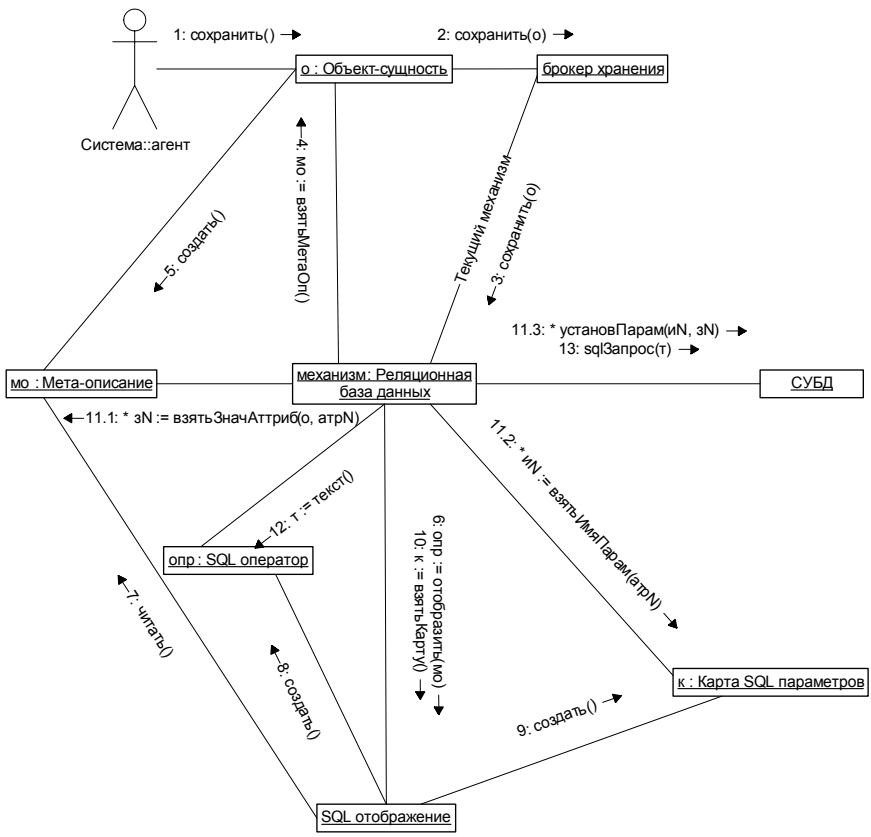 1: сохранить()
2: сохранить(о)
о : Объект-сущность
брокер хранения
Система::агент
4: мо := взятьМетаОп()
Текущий механизм
3: сохранить(о)
5: создать()
11.3: * установПарам(иN, зN)
13: sqlЗапрос(т)
мо : Мета-описание
механизм: Реляционная
база данных
СУБД
11.1: * зN := взятьЗначАттриб(о, атрN)
11.2: * иN := взятьИмяПарам(атрN)
12: т := текст()
6: опр := отобразить(мо)
10: к := взятьКарту()
опр : SQL оператор
7: читать()
8: создать()
9: создать()
к : Карта SQL параметров
SQL отображение